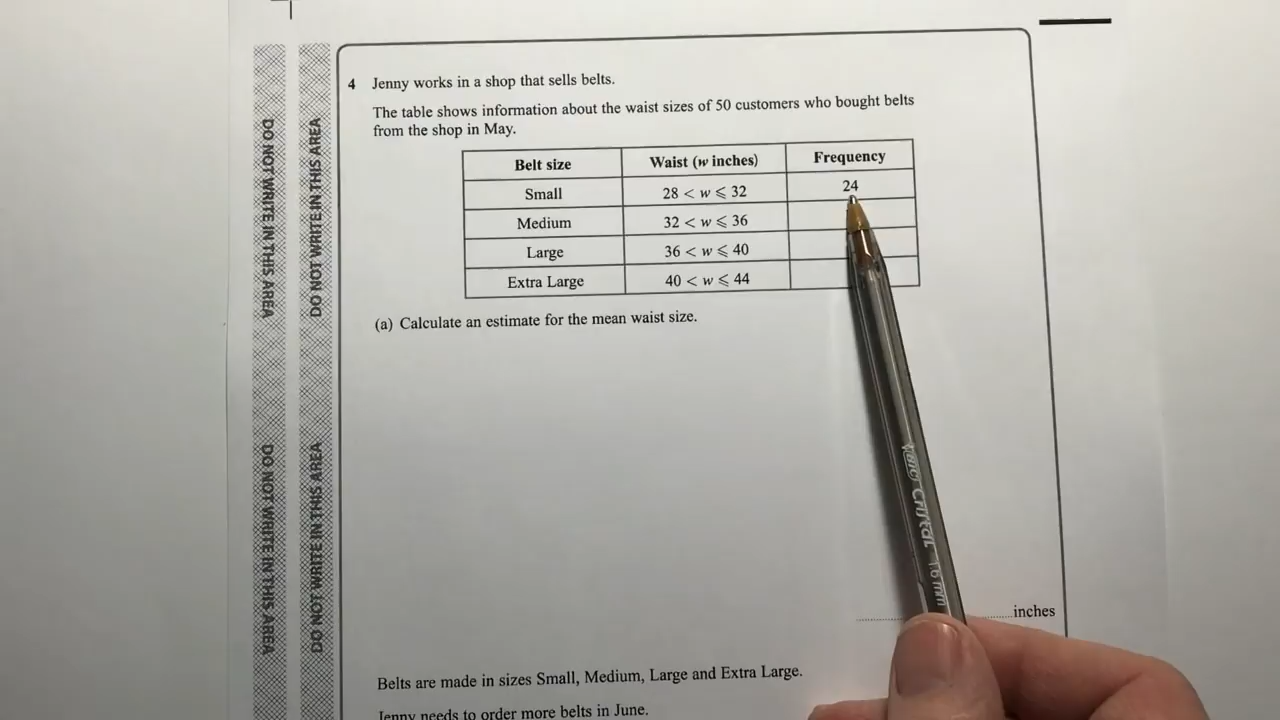 4 Jenny works in a shop that sells belts.
The table shows information about the waist sizes of 50 customers who bought belts
from the shop in May.
Belt size Waist (w inches) Frequency
Small 28 < w ⩽ 32 24
Medium 32 < w ⩽ 36
Large 36 < w ⩽ 40
Extra Large 40 < w ⩽ 44
(a) Calculate an estimate for the mean waist size.
inches
Belts are made in sizes Small, Medium, Large and Extra Large.
Jenny needs to order more belts in June.
DO NOT WRITE IN THIS AREA
DO NOT WRITE IN THIS AREA
DO NOT WRITE IN THIS AREA
DO NOT WRITE IN THIS AREA
Cristal 1.6 mm